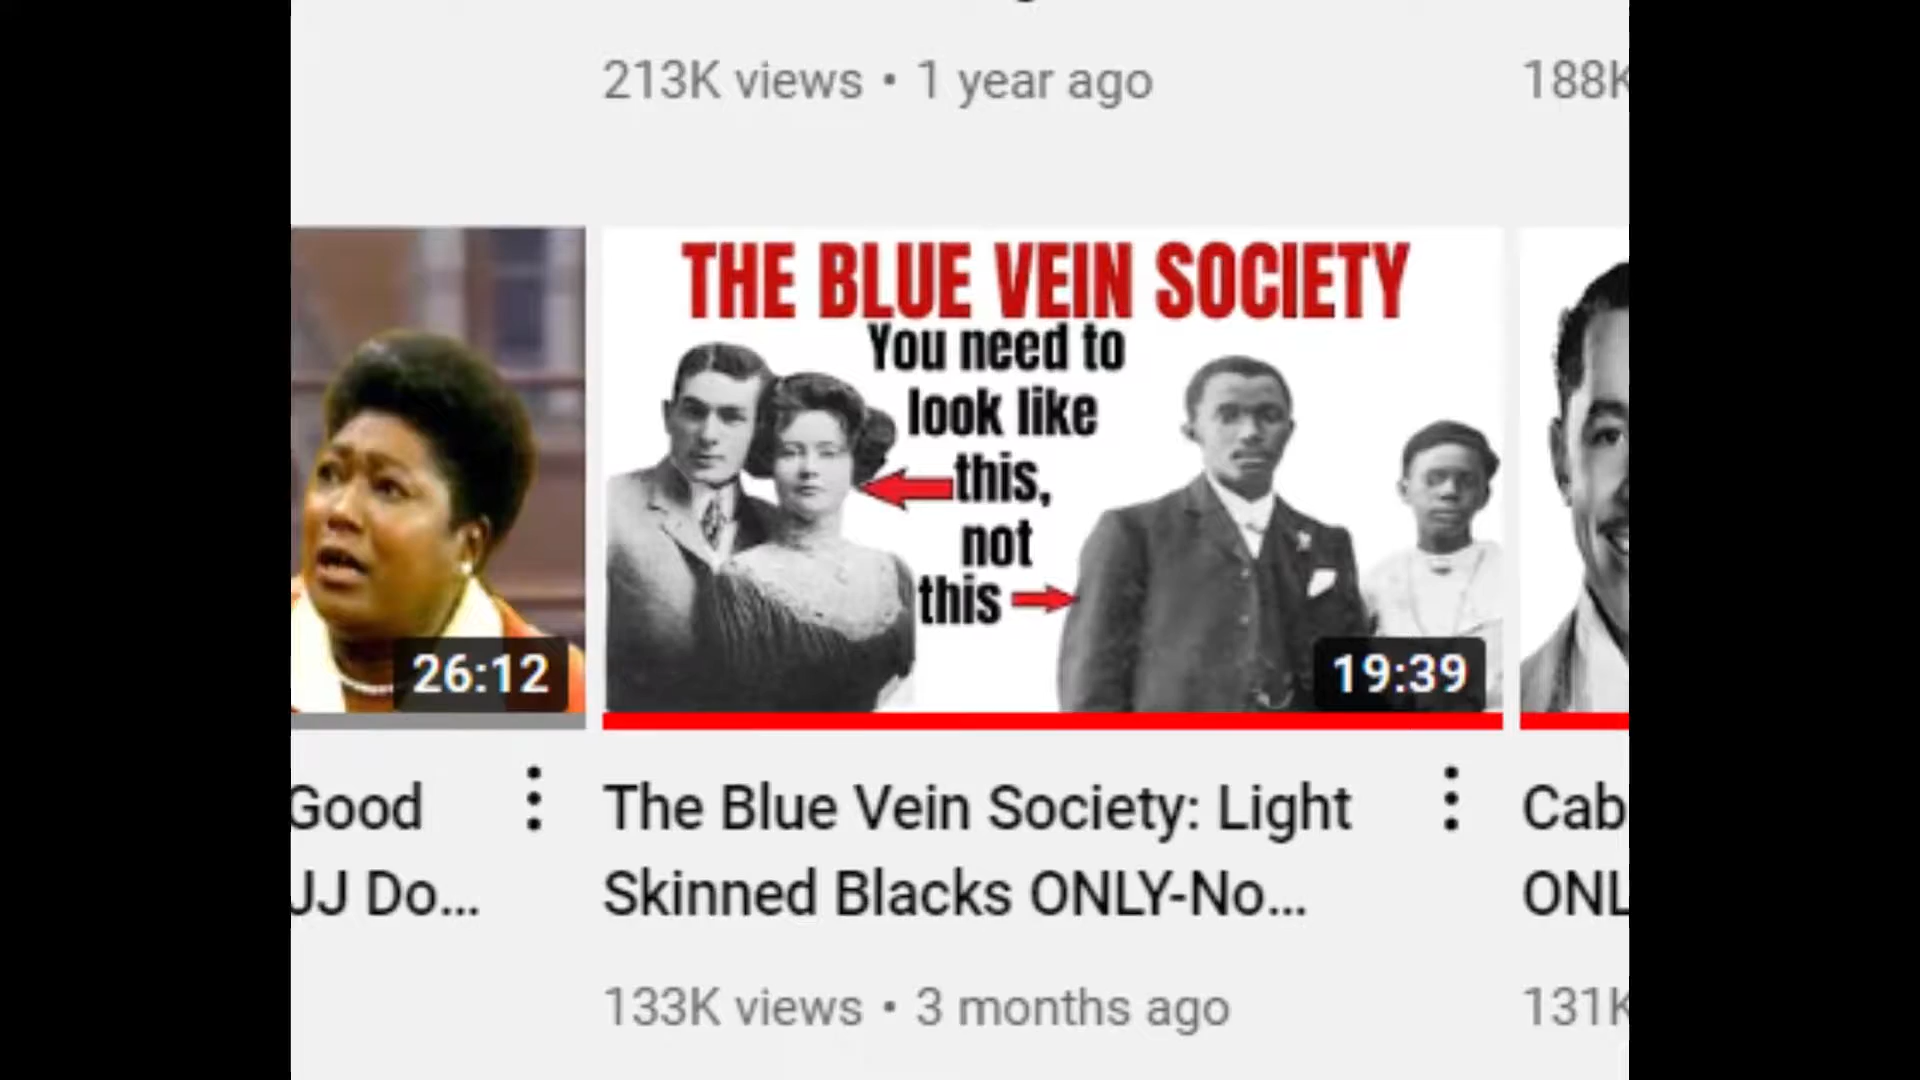 213K views • 1 year ago
188K
THE BLUE VEIN SOCIETY
You need to
look like
this,
not
this
26:12
19:39
Good
JJ Do...
The Blue Vein Society: Light
Skinned Blacks ONLY-No...
Cab
ONL
133K views • 3 months ago
131K